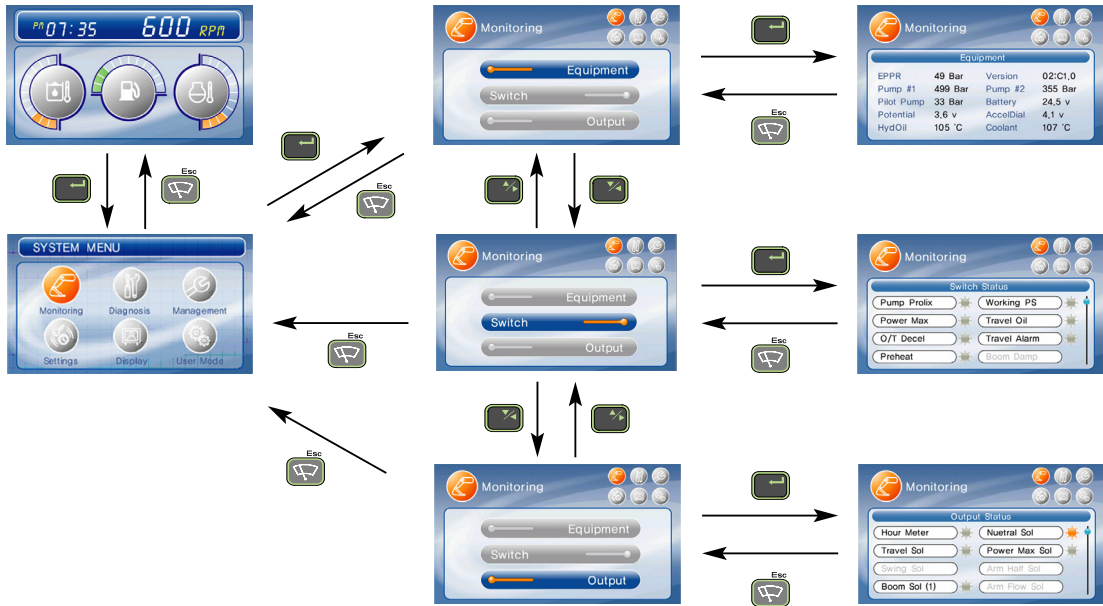 PM 07:35 600 RPM
Esc
SYSTEM MENU
Monitoring Diagnosis Management
Settings Display User Mode
Esc
Esc
Esc
Monitoring
Equipment
Switch
Output
Esc
Monitoring
Equipment
EPPR 49 Bar Version 02:C1,0
Pump #1 499 Bar Pump #2 355 Bar
Pilot Pump 33 Bar Battery 24,5 v
Potential 3,6 v AccelDial 4,1 v
HydOil 105 °C Coolant 107 °C
Monitoring
Equipment
Switch
Output
Esc
Monitoring
Switch Status
Pump Prolix Working PS
Power Max Travel Oil
O/T Decel Travel Alarm
Preheat Boom Damp
Monitoring
Equipment
Switch
Output
Esc
Monitoring
Output Status
Hour Meter Nuetral Sol
Travel Sol Power Max Sol
Swing Sol Arm Half Sol
Boom Sol (1) Arm Flow Sol